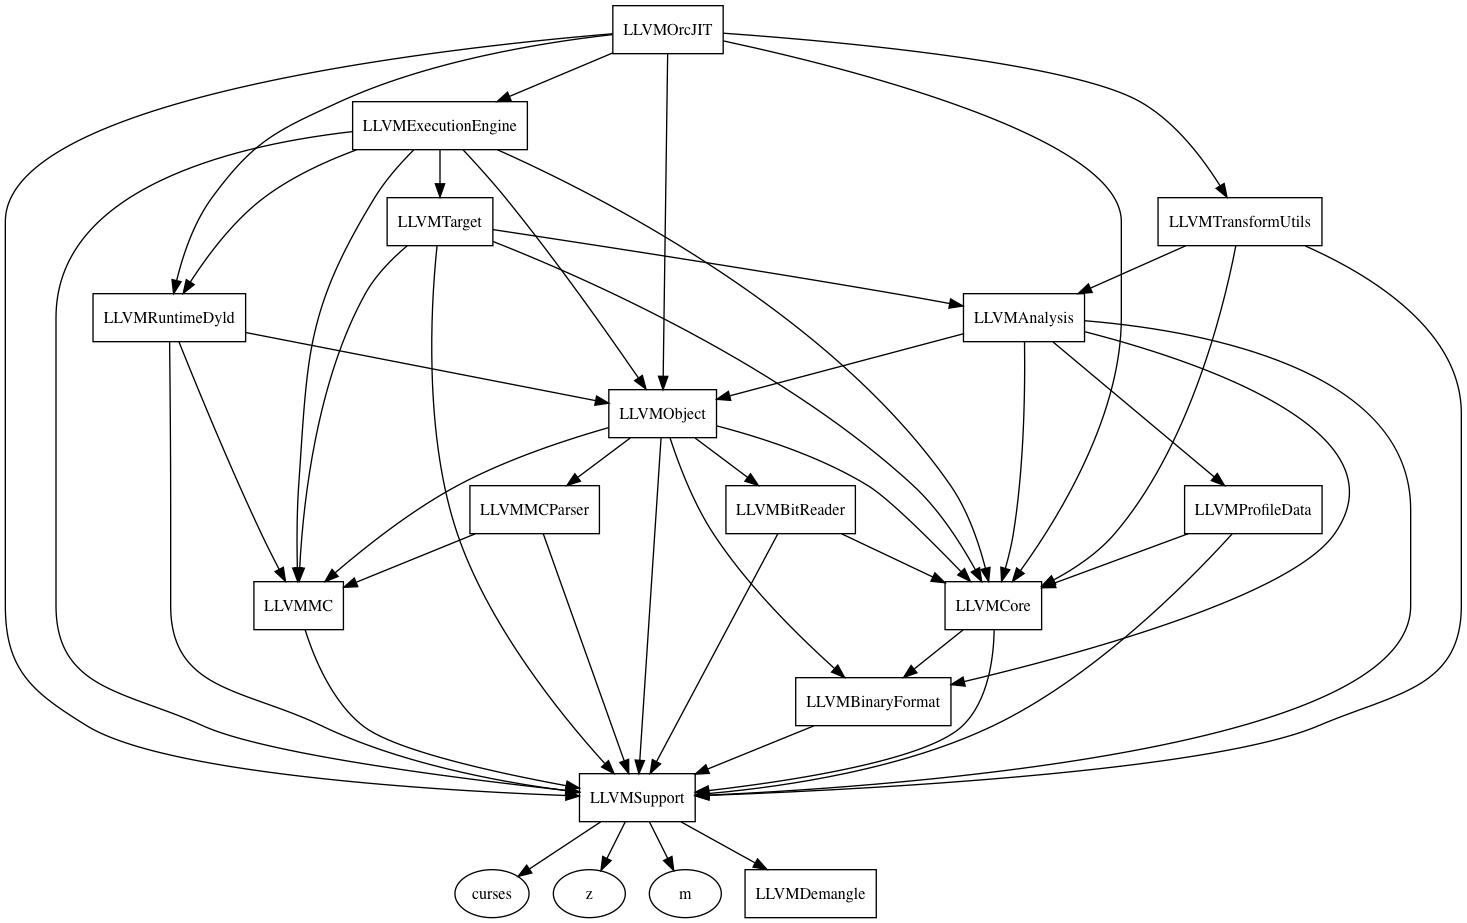 LLVMOrcJIT
LLVMExecutionEngine
LLVMTarget
LLVMTransformUtils
LLVMRuntimeDyld
LLVMAnalysis
LLVMObject
LLVMMCParser
LLVMBitReader
LLVMProfileData
LLVMMC
LLVMCore
LLVMBinaryFormat
LLVMSupport
curses
z
m
LLVMDemangle